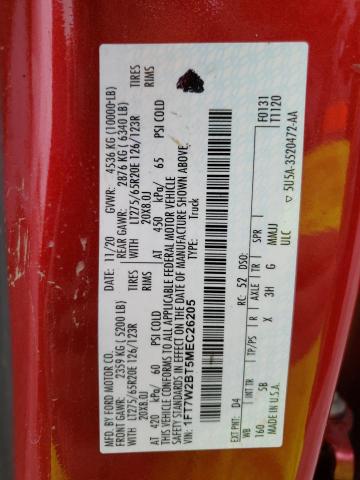 MFD. BY FORD MOTOR CO.
11/20 GVWR: 4536 KG (10000 LB)
FRONT GAWR: 2359 KG (5200 LB) REAR GAWR: 2876 KG (6340 LB)
WITH LT275/65R20E 126/123R TIRES WITH LT275/65R20E 126/123R TIRES
20X8.0J RIMS 20X8.0J RIMS
AT 420 kPa/ 60 PSI COLD AT 450 kPa/ 65 PSI COLD
THIS VEHICLE CONFORMS TO ALL APPLICABLE FEDERAL MOTOR VEHICLE
SAFETY STANDARDS IN EFFECT ON THE DATE OF MANUFACTURE SHOWN ABOVE.
VIN: 1FT7W2BT5MEC26205 TYPE: Truck
F0131
T1120
EXT PNT: D4 RC: 52 DSO:
WB INT TR TP/PS R AXLE TR SPR
160 5B X 3H G MMJJ
MADE IN U.S.A. ULC
▽ 5U5A-3520472-AA